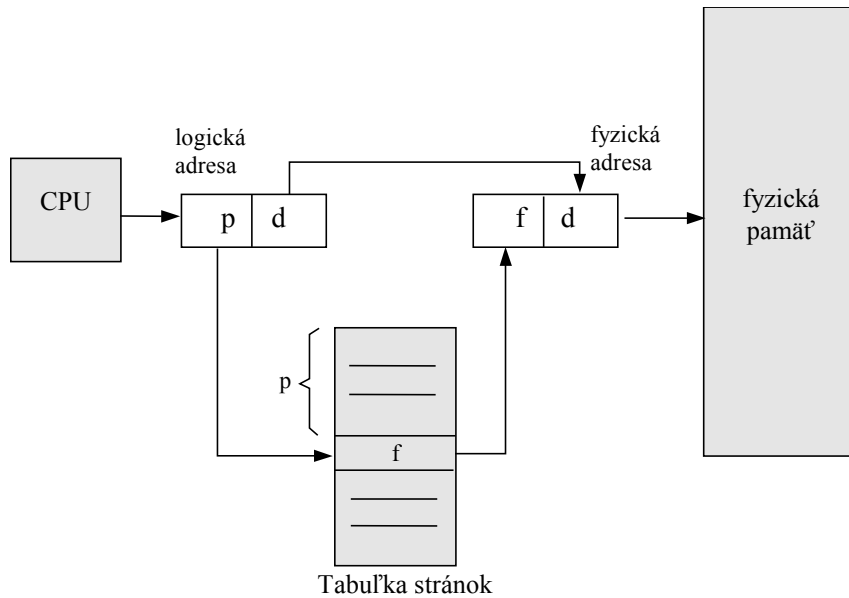 logická
adresa
fyzická
adresa
CPU
p d
f d
fyzická
pamäť
p
f
Tabuľka stránok